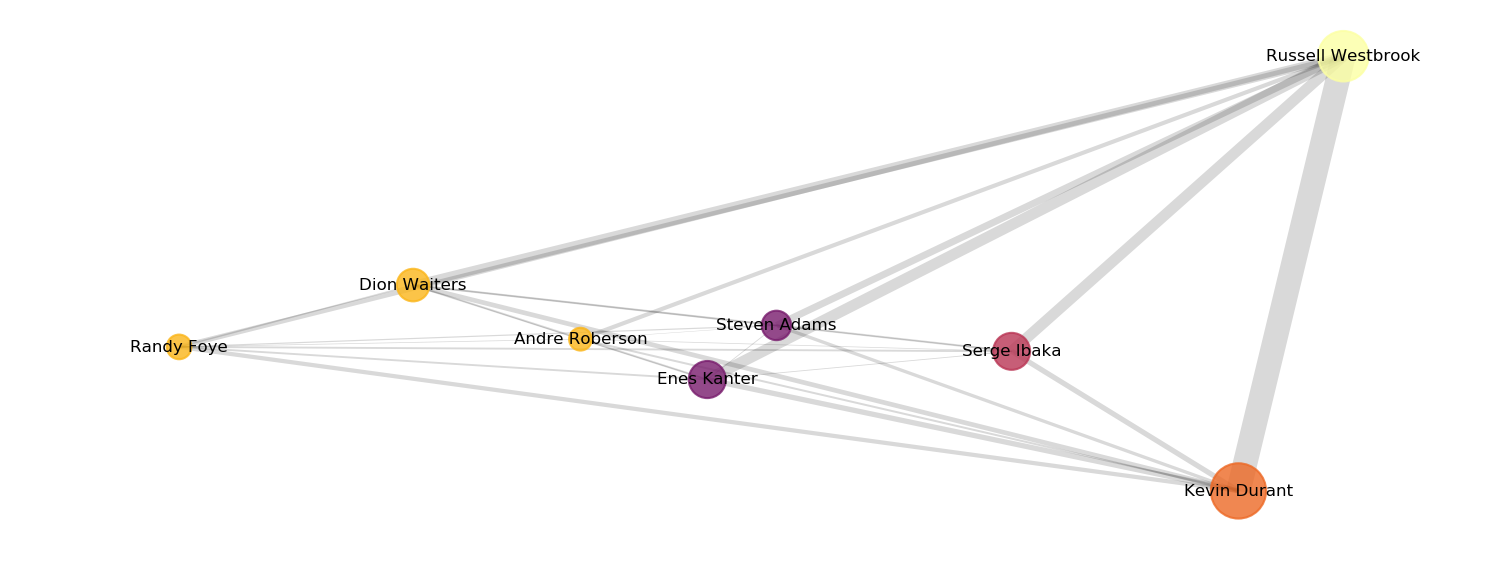 Russell Westbrook
Dion Waiters
Steven Adams
Andre Roberson
Randy Foye
Serge Ibaka
Enes Kanter
Kevin Durant